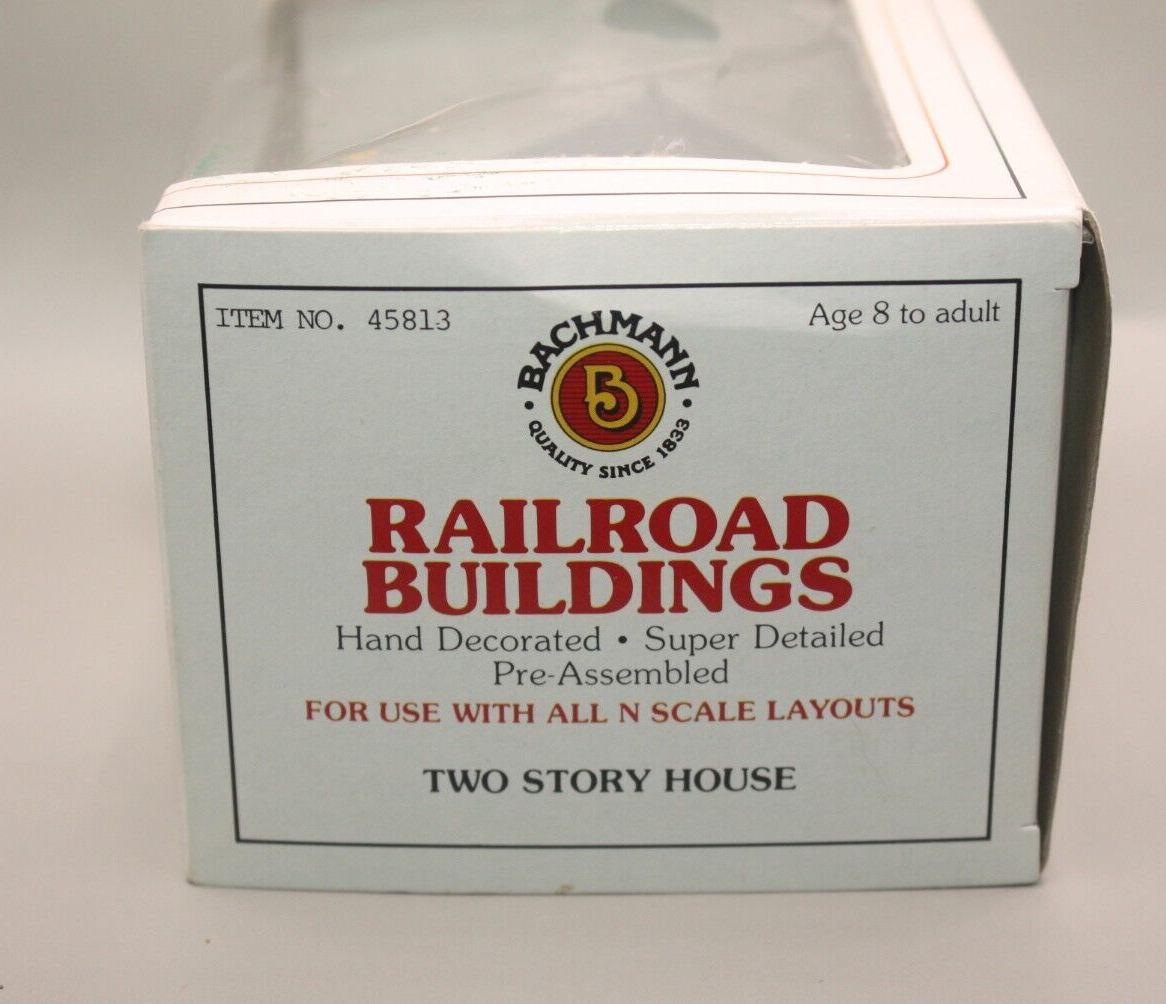 ITEM NO. 45813
Age 8 to adult
BACHMANN
B
• QUALITY SINCE 1833 •
RAILROAD
BUILDINGS
Hand Decorated • Super Detailed
Pre-Assembled
FOR USE WITH ALL N SCALE LAYOUTS
TWO STORY HOUSE